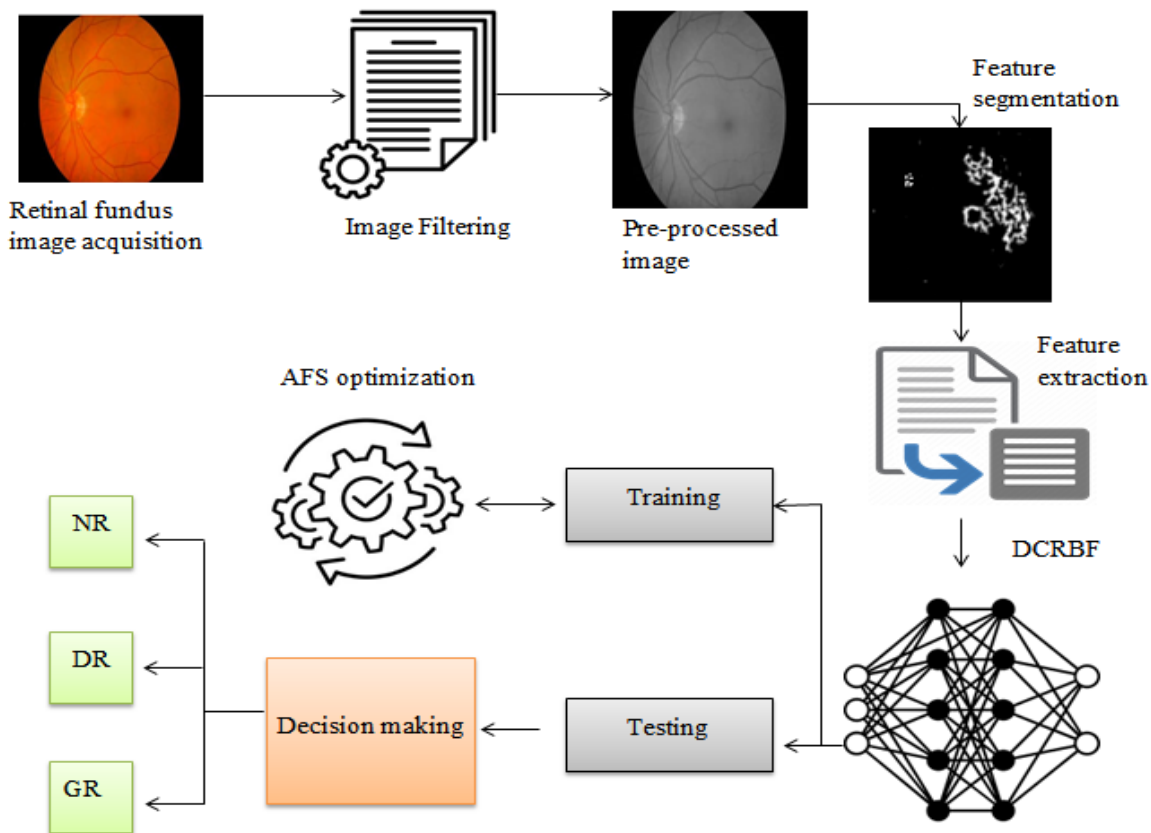 Retinal fundus
image acquisition
Image Filtering
Pre-processed
image
Feature
segmentation
Feature
extraction
DCRBF
AFS optimization
Training
Testing
Decision making
NR
DR
GR